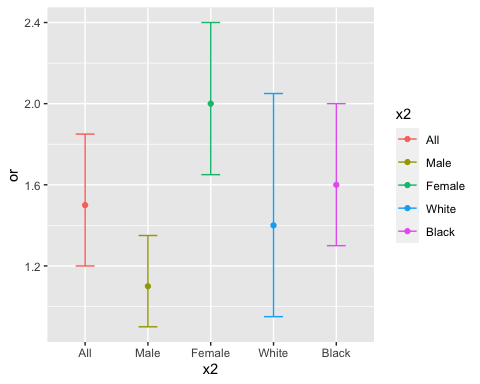 2.4
2.0
1.6
1.2
or
All Male Female White Black
x2
x2
All
Male
Female
White
Black